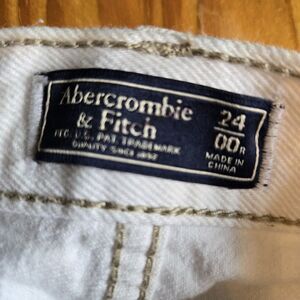 Abercrombie
& Fitch
REG. U.S. PAT. TRADEMARK
QUALITY SINCE 1892
24
00R
MADE IN
CHINA